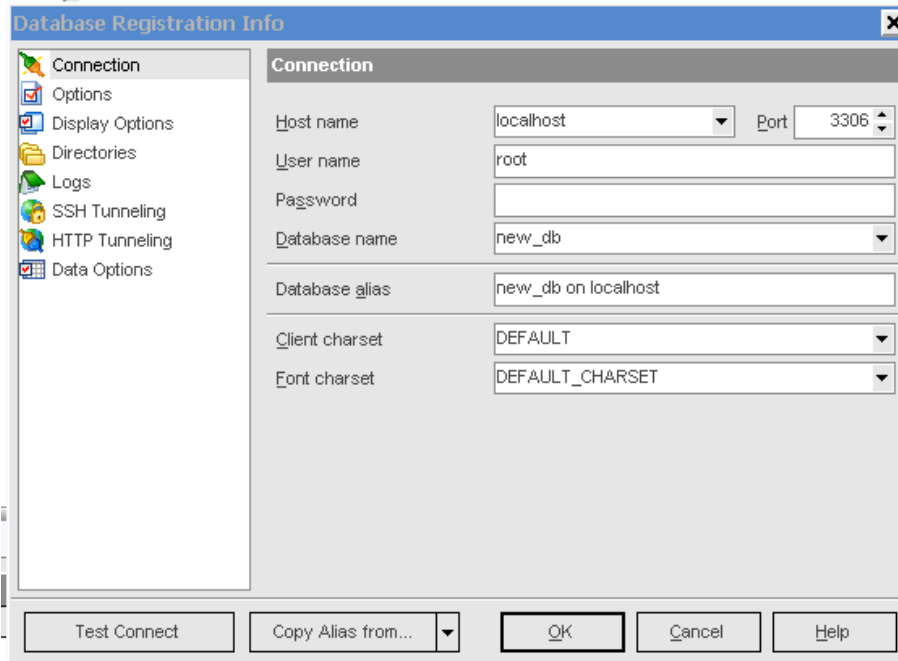 Database Registration Info
Connection
Options
Display Options
Directories
Logs
SSH Tunneling
HTTP Tunneling
Data Options
Connection
Host name localhost Port 3306
User name root
Password
Database name new_db
Database alias new_db on localhost
Client charset DEFAULT
Font charset DEFAULT_CHARSET
Test Connect Copy Alias from... OK Cancel Help